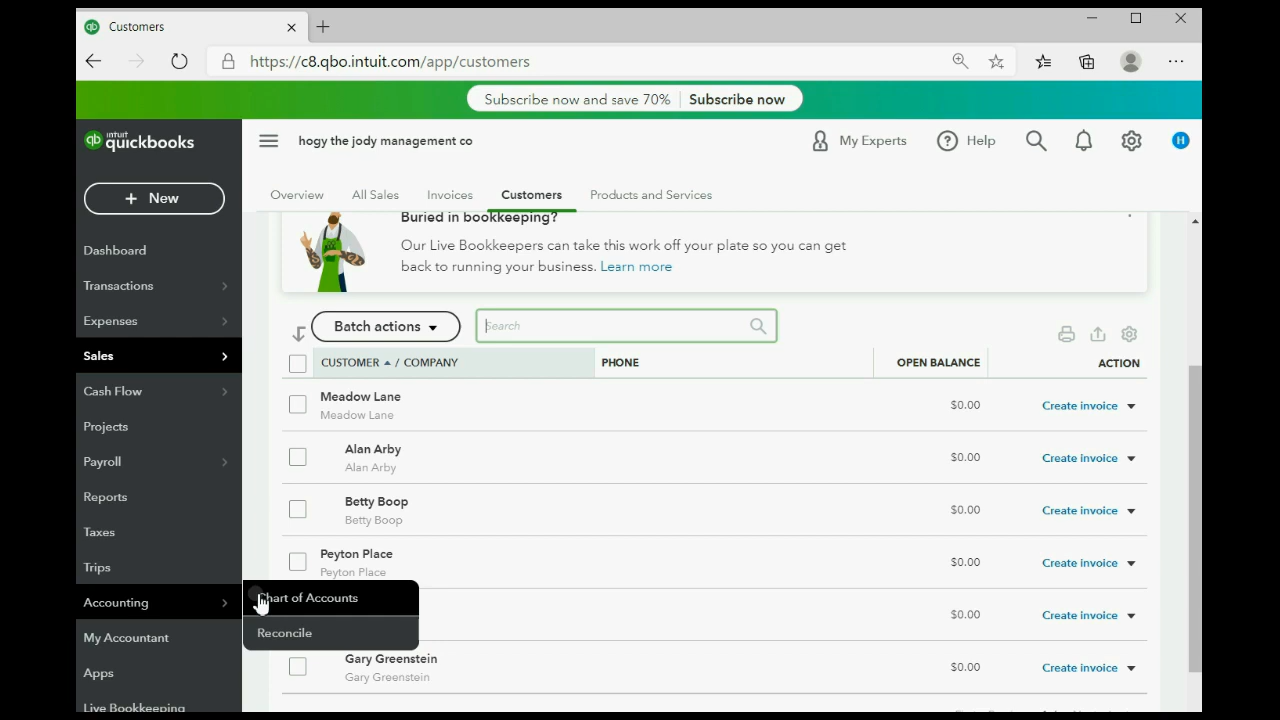 Customers
https://c8.qbo.intuit.com/app/customers
Subscribe now and save 70% Subscribe now
intuit quickbooks
hogy the jody management co
My Experts
Help
H
+ New
Overview
All Sales
Invoices
Customers
Products and Services
Dashboard
Transactions
Expenses
Sales
Cash Flow
Projects
Payroll
Reports
Taxes
Trips
Accounting
My Accountant
Apps
Live Bookkeeping
Chart of Accounts
Reconcile
Buried in bookkeeping?
Our Live Bookkeepers can take this work off your plate so you can get
back to running your business. Learn more
Batch actions
Search
CUSTOMER / COMPANY PHONE OPEN BALANCE ACTION
Meadow Lane
Meadow Lane
$0.00 Create invoice
Alan Arby
Alan Arby
$0.00 Create invoice
Betty Boop
Betty Boop
$0.00 Create invoice
Peyton Place
Peyton Place
$0.00 Create invoice
$0.00 Create invoice
Gary Greenstein
Gary Greenstein
$0.00 Create invoice